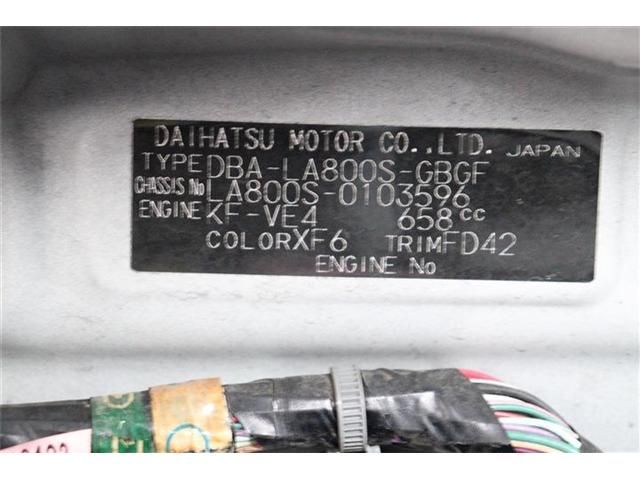 DAIHATSU MOTOR CO.,LTD. JAPAN
TYPE DBA-LA800S-GBGF
CHASSIS No LA800S-0103596
ENGINE KF-VE4 658cc
COLOR XF6 TRIM FD42
ENGINE No